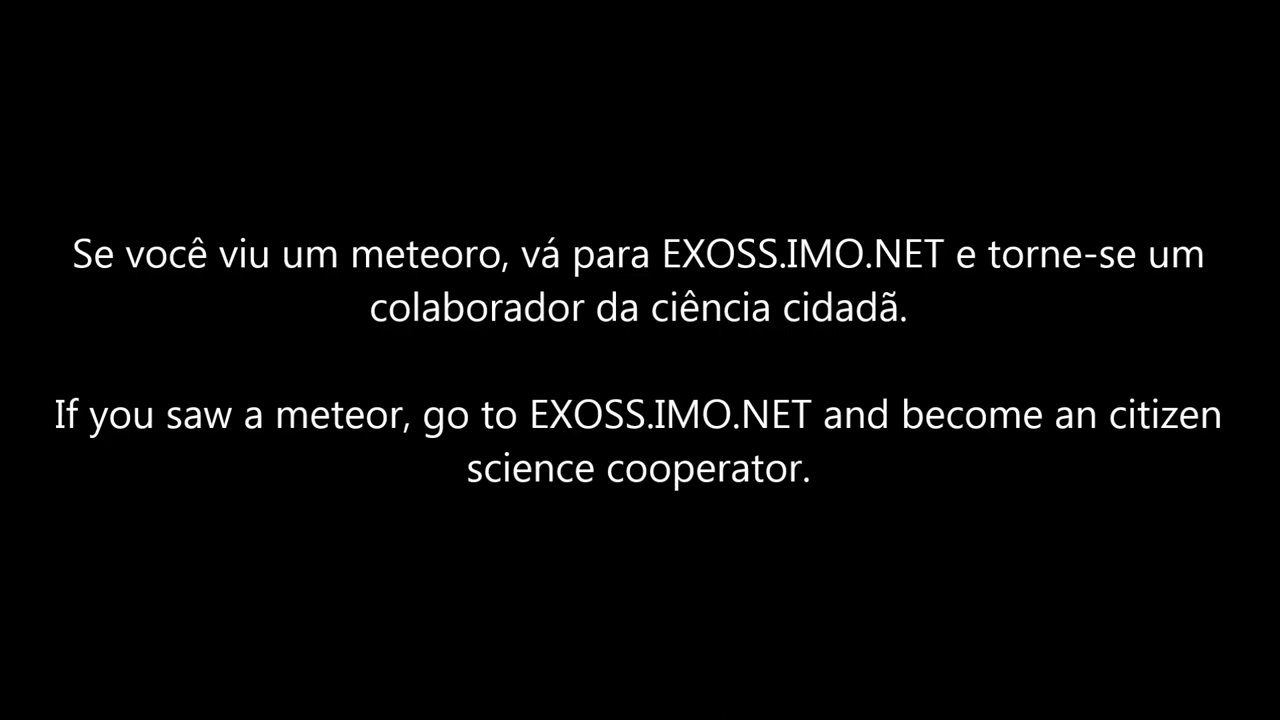 Se você viu um meteoro, vá para EXOSS.IMO.NET e torne-se um
colaborador da ciência cidadã.
If you saw a meteor, go to EXOSS.IMO.NET and become an citizen
science cooperator.